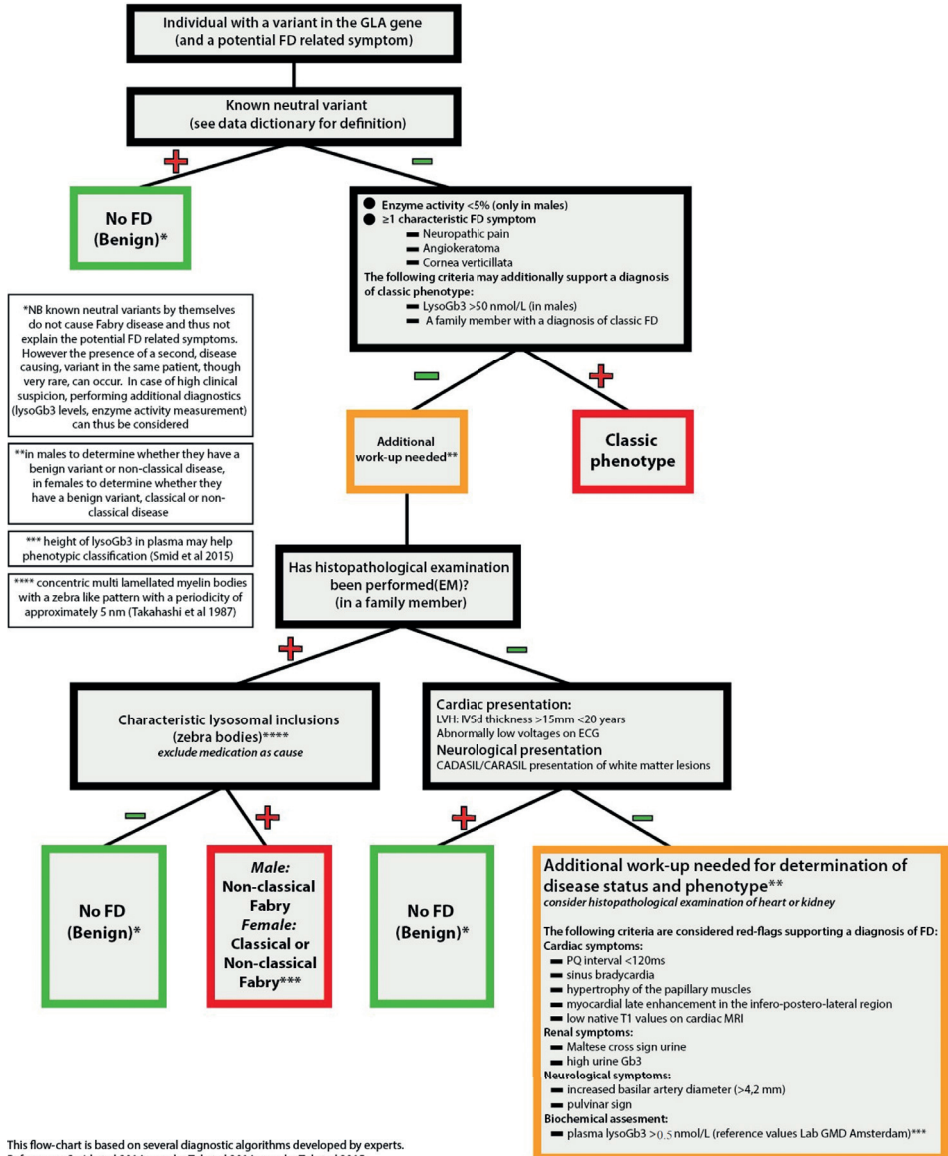 Individual with a variant in the GLA gene
(and a potential FD related symptom)
Known neutral variant
(see data dictionary for definition)
No FD
(Benign)*
Enzyme activity <5% (only in males)
≥1 characteristic FD symptom
Neuropathic pain
Angiokeratoma
Cornea verticillata
The following criteria may additionally support a diagnosis
of classic phenotype:
LysoGb3 >50 nmol/L (in males)
A family member with a diagnosis of classic FD
*NB known neutral variants by themselves
do not cause Fabry disease and thus not
explain the potential FD related symptoms.
However the presence of a second, disease
causing, variant in the same patient, though
very rare, can occur. In case of high clinical
suspicion, performing additional diagnostics
(lysoGb3 levels, enzyme activity measurement)
can thus be considered
**in males to determine whether they have a
benign variant or non-classical disease,
in females to determine whether they
have a benign variant, classical or non-
classical disease
*** height of lysoGb3 in plasma may help
phenotypic classification (Smid et al 2015)
**** concentric multi lamellated myelin bodies
with a zebra like pattern with a periodicity of
approximately 5 nm (Takahashi et al 1987)
Additional
work-up needed**
Classic
phenotype
Has histopathological examination
been performed(EM)?
(in a family member)
Characteristic lysosomal inclusions
(zebra bodies)****
exclude medication as cause
Cardiac presentation:
LVH: IVSd thickness >15mm <20 years
Abnormally low voltages on ECG
Neurological presentation
CADASIL/CARASIL presentation of white matter lesions
No FD
(Benign)*
Male:
Non-classical
Fabry
Female:
Classical or
Non-classical
Fabry***
No FD
(Benign)*
Additional work-up needed for determination of
disease status and phenotype**
consider histopathological examination of heart or kidney
The following criteria are considered red-flags supporting a diagnosis of FD:
Cardiac symptoms:
PQ interval <120ms
sinus bradycardia
hypertrophy of the papillary muscles
myocardial late enhancement in the infero-postero-lateral region
low native T1 values on cardiac MRI
Renal symptoms:
Maltese cross sign urine
high urine Gb3
Neurological symptoms:
increased basilar artery diameter (>4,2 mm)
pulvinar sign
Biochemical assesment:
plasma lysoGb3 >0.5 nmol/L (reference values Lab GMD Amsterdam)***
This flow-chart is based on several diagnostic algorithms developed by experts.